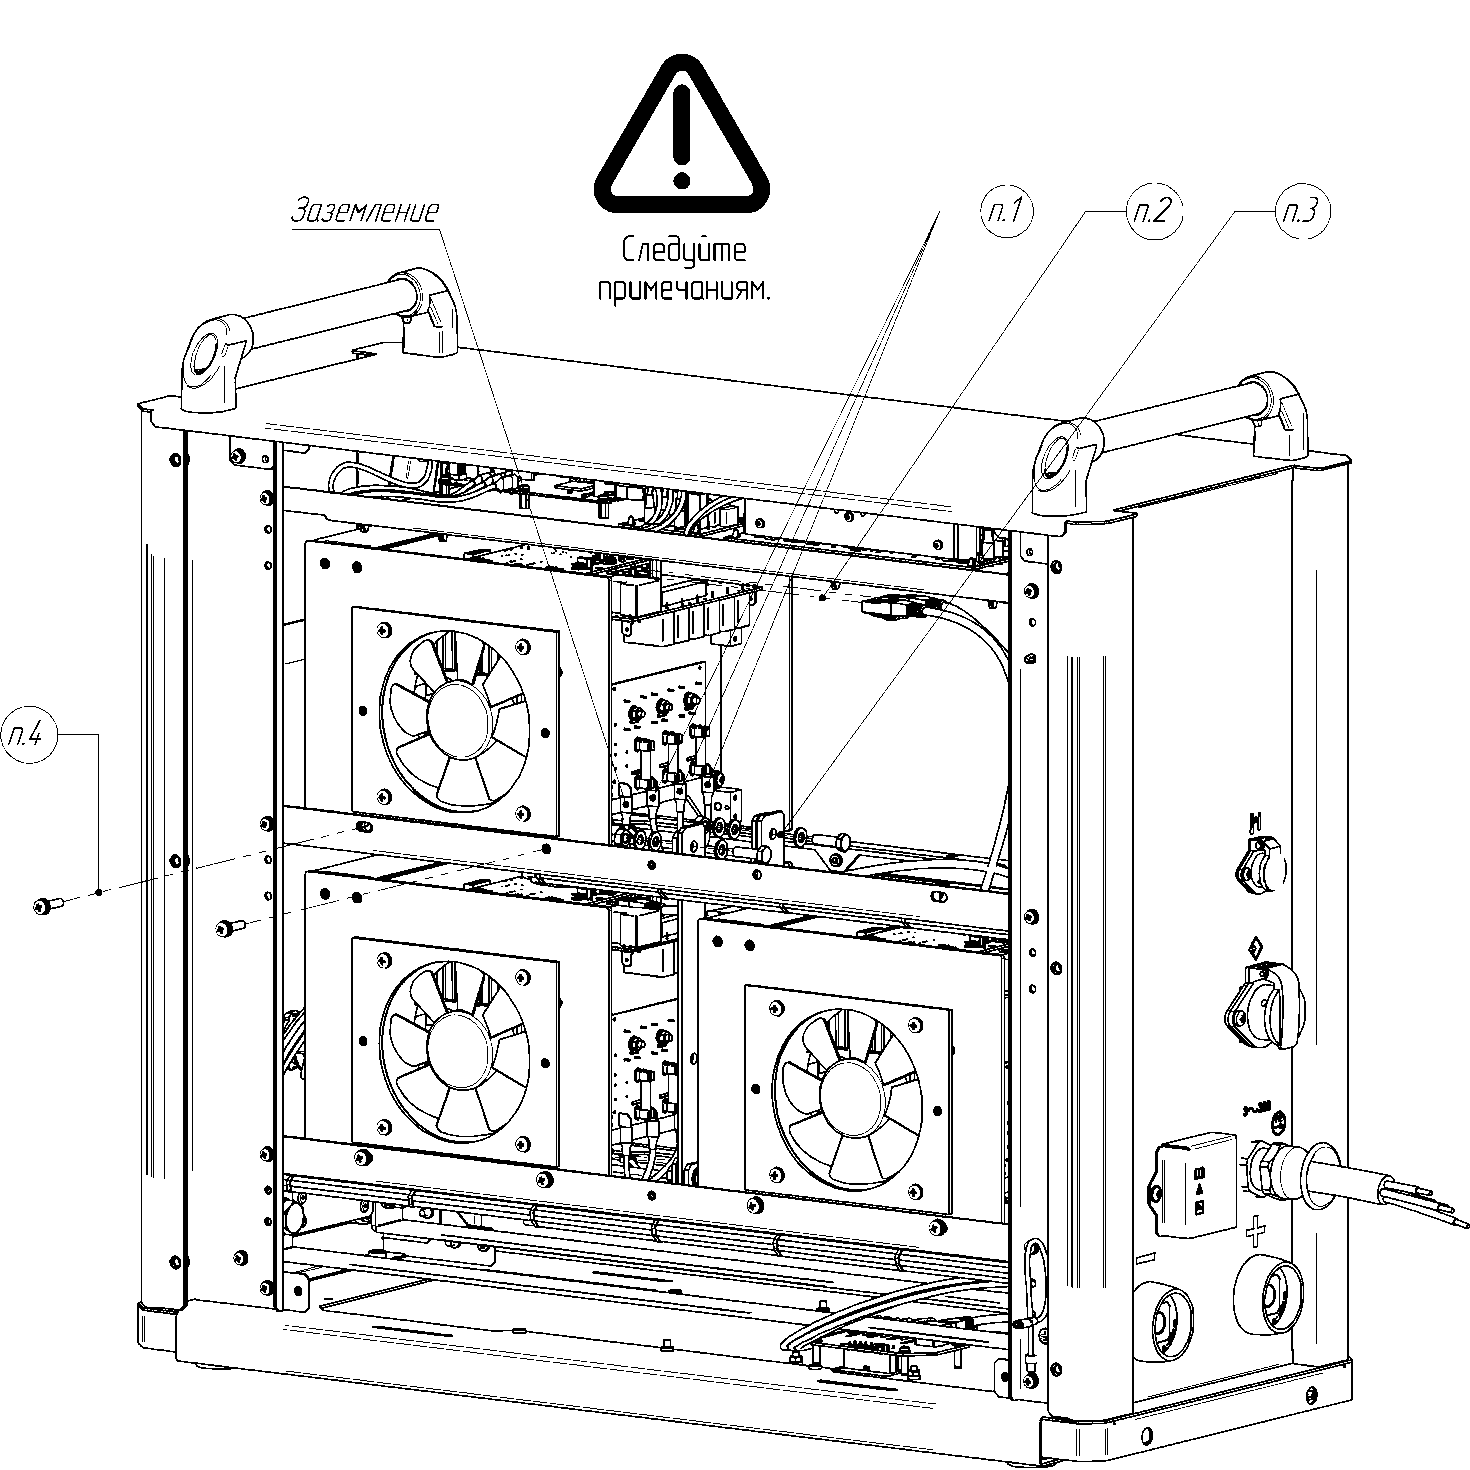 Заземление
Следуйте
примечаниям.
п.1
п.2
п.3
п.4